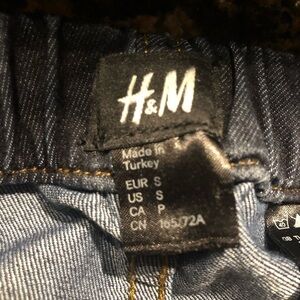 H&M
Made in
Turkey
EUR S
US S
CA P
CN 165/72A